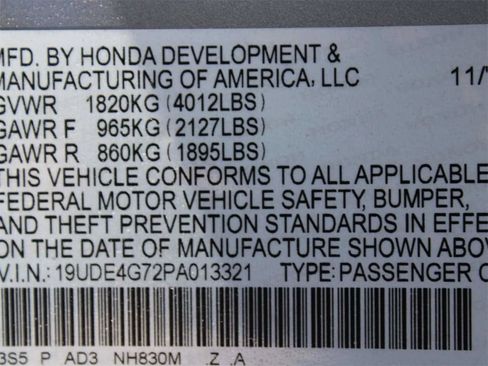 MFD. BY HONDA DEVELOPMENT &
MANUFACTURING OF AMERICA, LLC 11/
GVWR 1820KG (4012LBS)
GAWR F 965KG (2127LBS)
GAWR R 860KG (1895LBS)
THIS VEHICLE CONFORMS TO ALL APPLICABLE
FEDERAL MOTOR VEHICLE SAFETY, BUMPER,
AND THEFT PREVENTION STANDARDS IN EFFE
ON THE DATE OF MANUFACTURE SHOWN ABOV
V.I.N.: 19UDE4G72PA013321 TYPE: PASSENGER C
3S5 P AD3 NH830M .Z .A